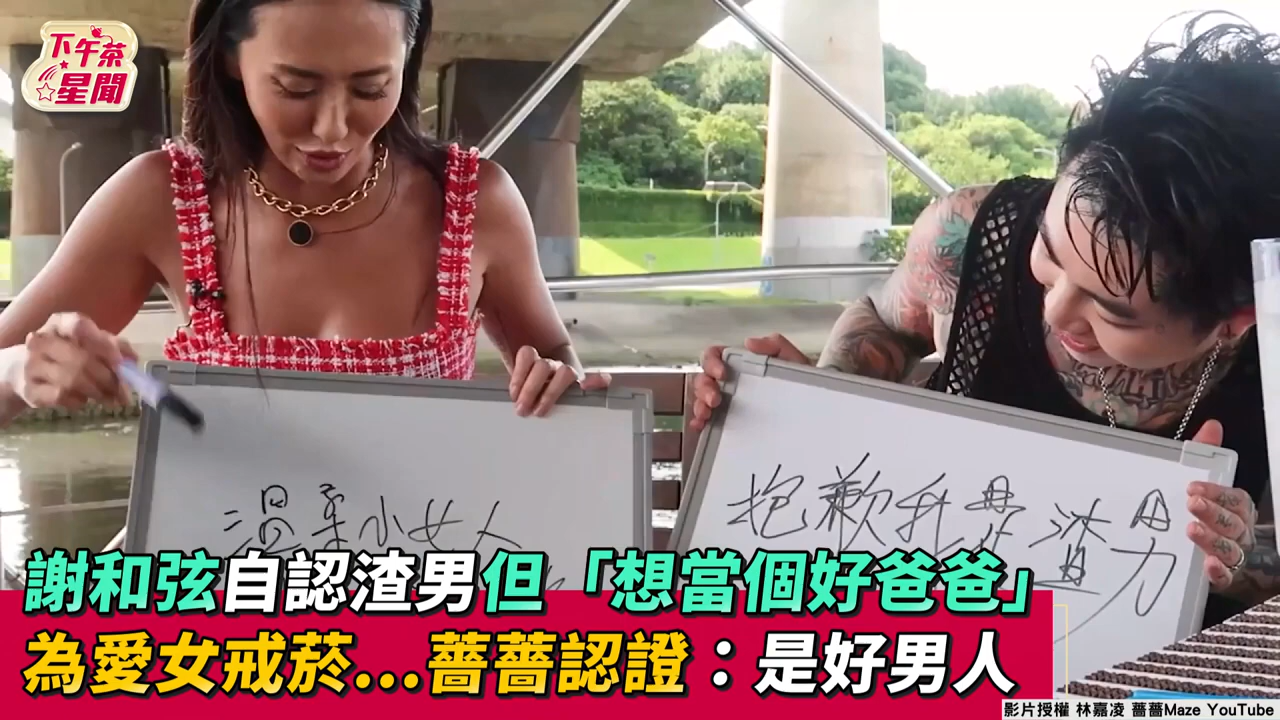 下午茶
星聞
溫柔小女人
抱歉我是渣男
謝和弦自認渣男但「想當個好爸爸」
為愛女戒菸...薔薔認證：是好男人
影片授權 林嘉凌 薔薔Maze YouTube